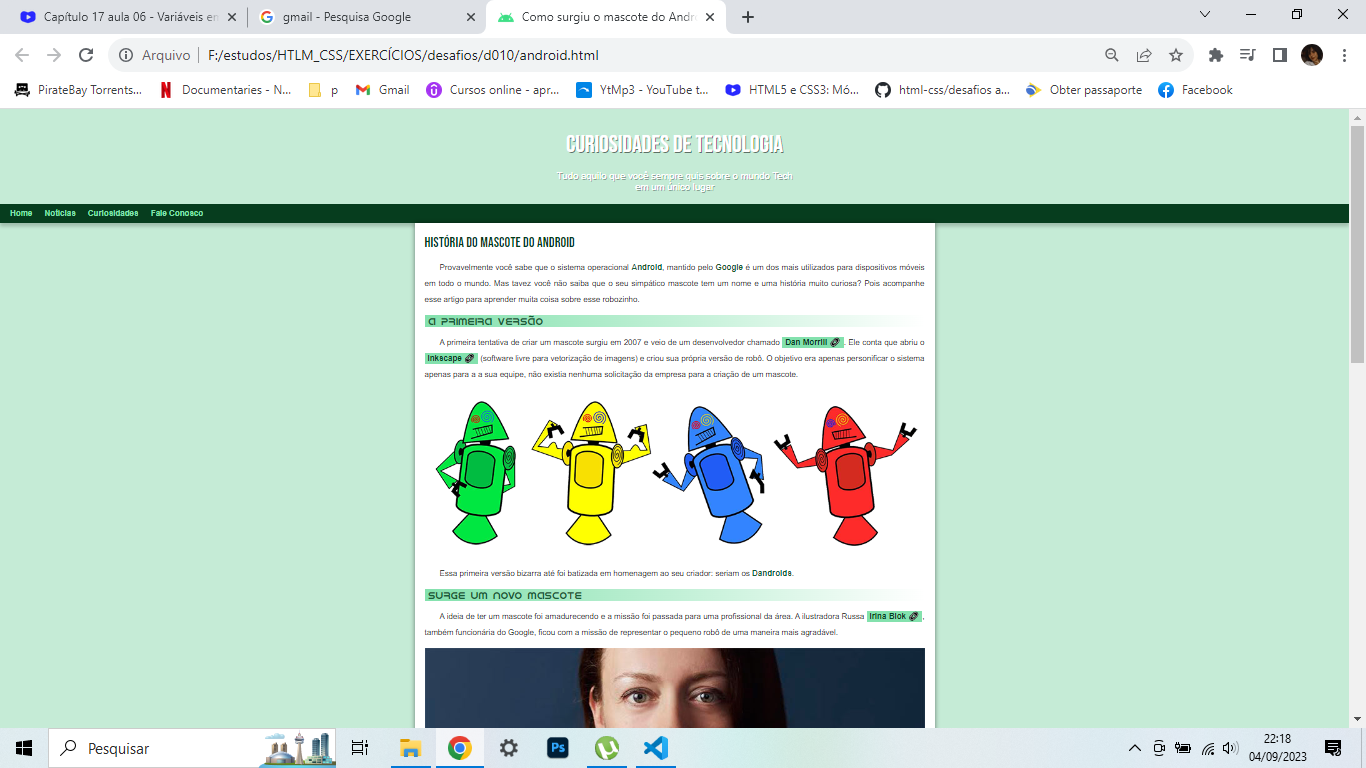 Capítulo 17 aula 06 - Variáveis en
gmail - Pesquisa Google
Como surgiu o mascote do Andr
Arquivo
F:/estudos/HTLM_CSS/EXERCÍCIOS/desafios/d010/android.html
PirateBay Torrents...
Documentaries - N...
p
Gmail
Cursos online - apr...
YtMp3 - YouTube t...
HTML5 e CSS3: Mó...
html-css/desafios a...
Obter passaporte
Facebook
CURIOSIDADES DE TECNOLOGIA
Tudo aquilo que você sempre quis sobre o mundo Tech
em um único lugar
Home Notícias Curiosidades Fale Conosco
HISTÓRIA DO MASCOTE DO ANDROID
Provavelmente você sabe que o sistema operacional Android, mantido pelo Google é um dos mais utilizados para dispositivos móveis
em todo o mundo. Mas tavez você não saiba que o seu simpático mascote tem um nome e uma história muito curiosa? Pois acompanhe
esse artigo para aprender muita coisa sobre esse robozinho.
A PRIMEIRA VERSÃO
A primeira tentativa de criar um mascote surgiu em 2007 e veio de um desenvolvedor chamado Dan Morrill. Ele conta que abriu o
Inkscape (software livre para vetorização de imagens) e criou sua própria versão de robô. O objetivo era apenas personificar o sistema
apenas para a a sua equipe, não existia nenhuma solicitação da empresa para a criação de um mascote.
Essa primeira versão bizarra até foi batizada em homenagem ao seu criador: seriam os Dandroids.
SURGE UM NOVO MASCOTE
A ideia de ter um mascote foi amadurecendo e a missão foi passada para uma profissional da área. A ilustradora Russa Irina Blok,
também funcionária do Google, ficou com a missão de representar o pequeno robô de uma maneira mais agradável.
Pesquisar
Ps
22:18
04/09/2023